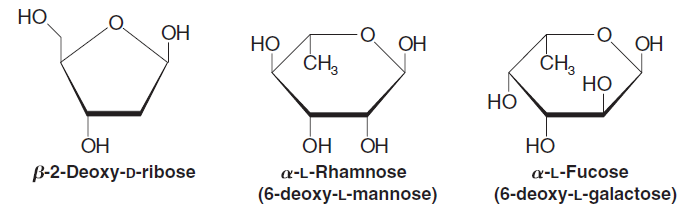 HO O OH
OH
β-2-Deoxy-D-ribose
HO O OH
CH₃
OH OH
α-L-Rhamnose
(6-deoxy-L-mannose)
O OH
CH₃
HO
HO
HO
α-L-Fucose
(6-deoxy-L-galactose)